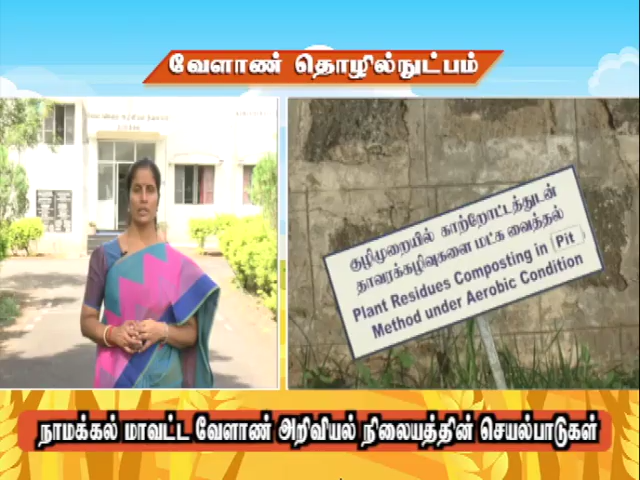 வேளாண் தொழில்நுட்பம்
குழிமுறையில் காற்றோட்டத்துடன்
தாவரக்கழிவுகளை மட்க வைத்தல்
Plant Residues Composting in Pit
Method under Aerobic Condition
நாமக்கல் மாவட்ட வேளாண் அறிவியல் நிலையத்தின் செயல்பாடுகள்